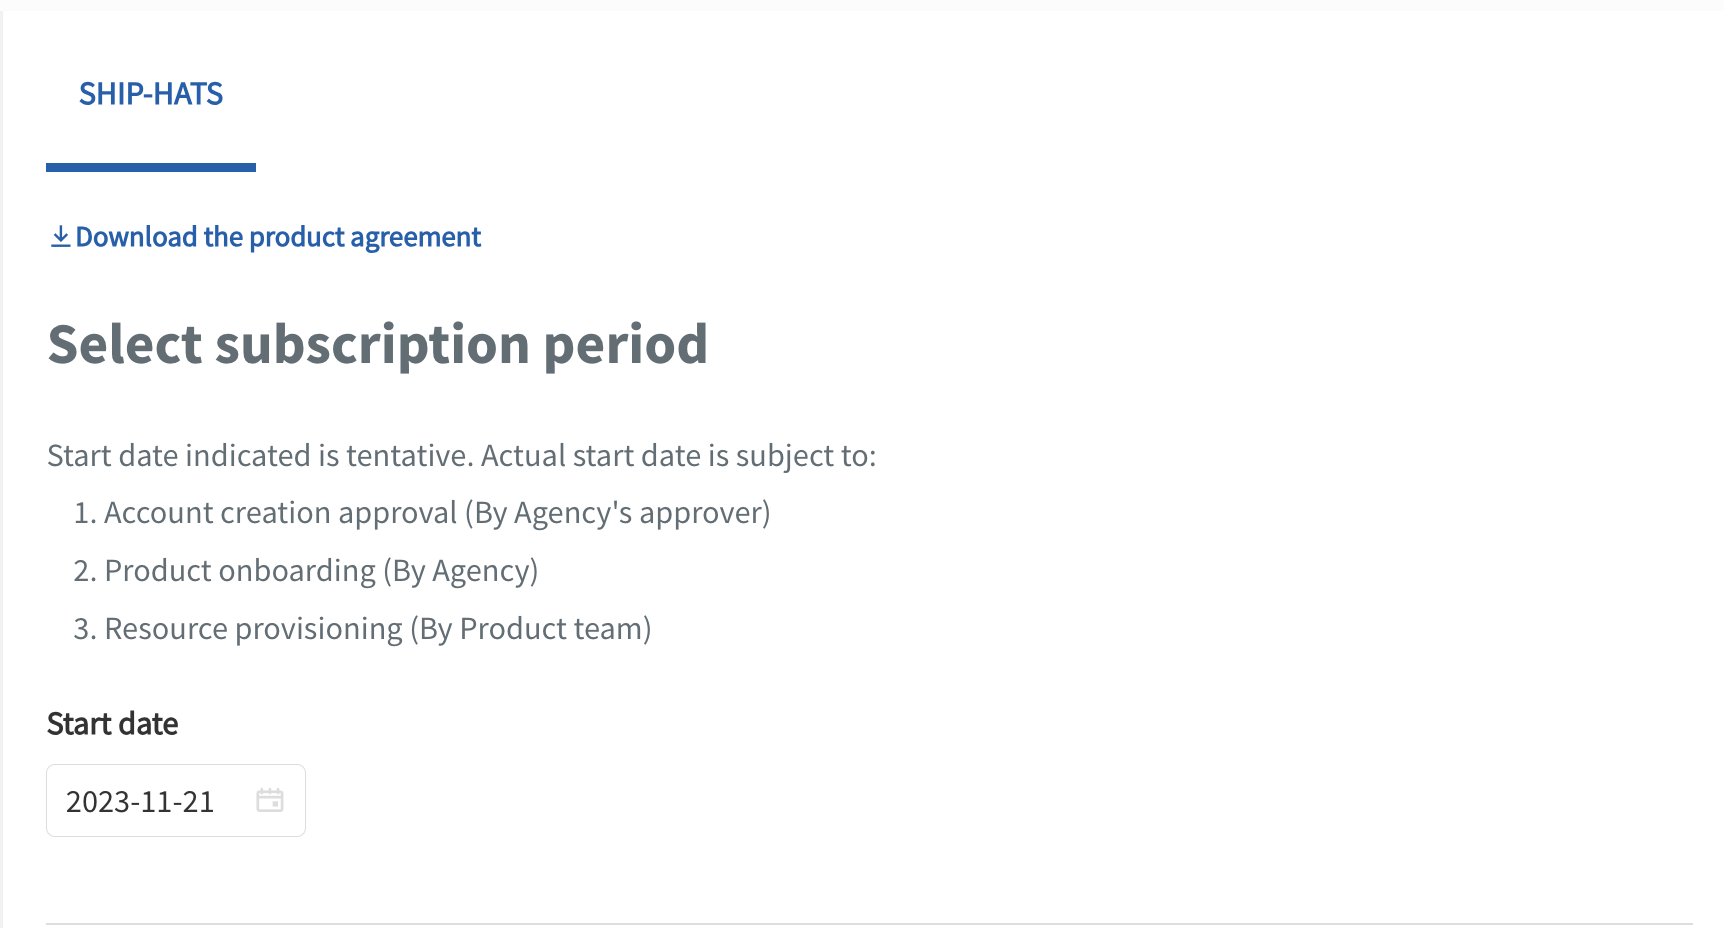 SHIP-HATS
Download the product agreement
Select subscription period
Start date indicated is tentative. Actual start date is subject to:
1. Account creation approval (By Agency's approver)
2. Product onboarding (By Agency)
3. Resource provisioning (By Product team)
Start date
2023-11-21